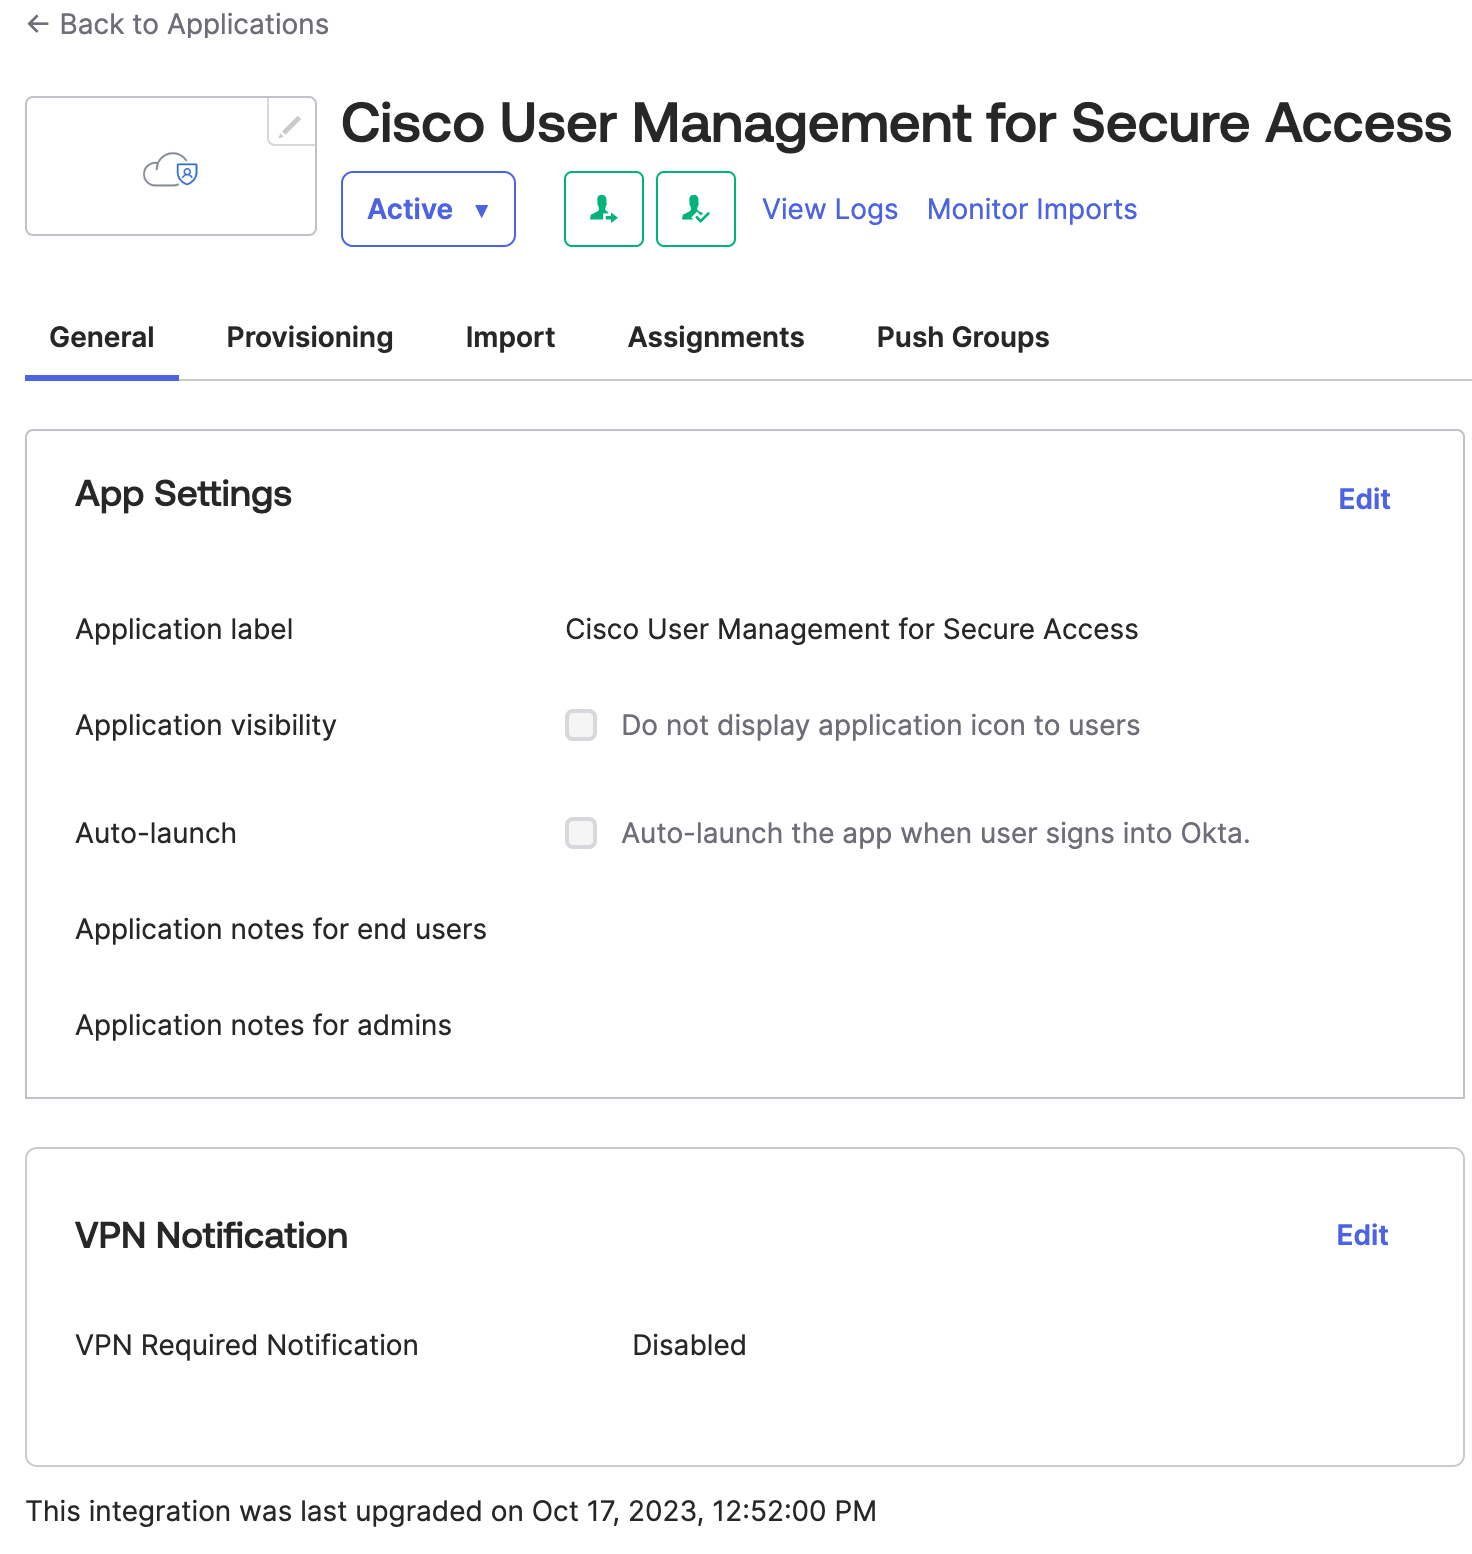 ← Back to Applications
Cisco User Management for Secure Access
Active ▼ View Logs Monitor Imports
General Provisioning Import Assignments Push Groups
App Settings Edit
Application label Cisco User Management for Secure Access
Application visibility Do not display application icon to users
Auto-launch Auto-launch the app when user signs into Okta.
Application notes for end users
Application notes for admins
VPN Notification Edit
VPN Required Notification Disabled
This integration was last upgraded on Oct 17, 2023, 12:52:00 PM